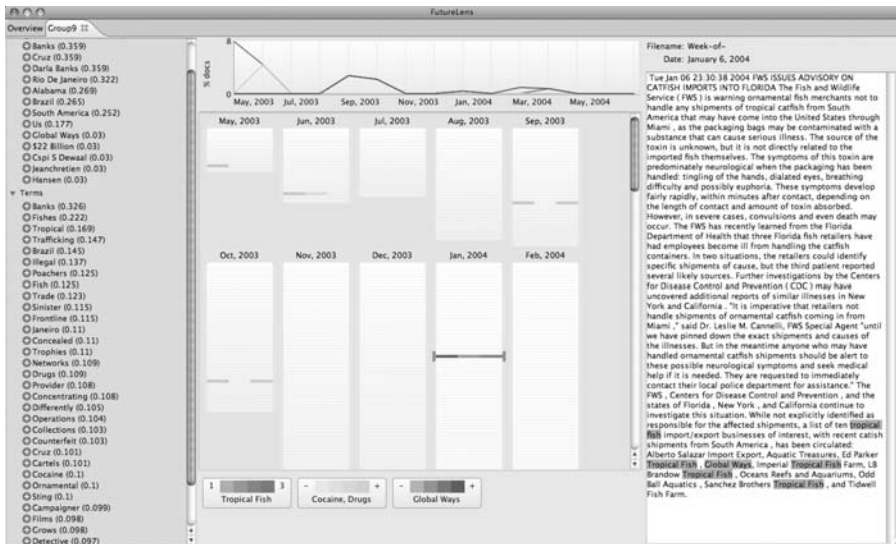 FutureLens
Overview Group9
Banks (0.359)
Cruz (0.359)
Darla Banks (0.359)
Rio De Janeiro (0.322)
Alabama (0.269)
Brazil (0.265)
South America (0.252)
Us (0.177)
Global Ways (0.03)
$22 Billion (0.03)
Cspi S Dewaal (0.03)
Jeanchretien (0.03)
Hansen (0.03)
Terms
Banks (0.326)
Fishes (0.222)
Tropical (0.169)
Trafficking (0.147)
Brazil (0.145)
Illegal (0.137)
Poachers (0.125)
Fish (0.125)
Trade (0.123)
Sinister (0.115)
Frontline (0.115)
Janeiro (0.11)
Concealed (0.11)
Trophies (0.11)
Networks (0.109)
Drugs (0.109)
Provider (0.108)
Concentrating (0.108)
Differently (0.105)
Operations (0.104)
Collections (0.103)
Counterfeit (0.103)
Cruz (0.101)
Cartels (0.101)
Cocaine (0.1)
Ornamental (0.1)
Sting (0.1)
Campaigner (0.099)
Films (0.098)
Grows (0.098)
Detective (0.097)
% docs
8
0
May, 2003 Jul, 2003 Sep, 2003 Nov, 2003 Jan, 2004 Mar, 2004 May, 2004
May, 2003 Jun, 2003 Jul, 2003 Aug, 2003 Sep, 2003
Oct, 2003 Nov, 2003 Dec, 2003 Jan, 2004 Feb, 2004
1 3 - + - +
Tropical Fish Cocaine, Drugs Global Ways
Filename: Week-of-
Date: January 6, 2004
Tue Jan 06 23:30:38 2004 FWS ISSUES ADVISORY ON
CATFISH IMPORTS INTO FLORIDA The Fish and Wildlife
Service ( FWS ) is warning ornamental fish merchants not to
handle any shipments of tropical catfish from South
America that may have come into the United States through
Miami , as the packaging bags may be contaminated with a
substance that can cause serious illness. The source of the
toxin is unknown, but it is not directly related to the
imported fish themselves. The symptoms of this toxin are
predominately neurological when the packaging has been
handled: tingling of the hands, dialated eyes, breathing
difficulty and possibly euphoria. These symptoms develop
fairly rapidly, within minutes after contact, depending on
the length of contact and amount of toxin absorbed.
However, in severe cases, convulsions and even death may
occur. The FWS has recently learned from the Florida
Department of Health that three Florida fish retailers have
had employees become ill from handling the catfish
containers. In two situations, the retailers could identify
specific shipments of cause, but the third patient reported
several likely sources. Further investigations by the Centers
for Disease Control and Prevention ( CDC ) may have
uncovered additional reports of similar illnesses in New
York and California . "It is imperative that retailers not
handle shipments of ornamental catfish coming in from
Miami ," said Dr. Leslie M. Cannelli, FWS Special Agent "until
we have pinned down the exact shipments and causes of
the illnesses. But in the meantime anyone who may have
handled ornamental catfish shipments should be alert to
these possible neurological symptoms and seek medical
help if it is needed. They are requested to immediately
contact their local police department for assistance." The
FWS , Centers for Disease Control and Prevention , and the
states of Florida , New York , and California continue to
investigate this situation. While not explicitly identified as
responsible for the affected shipments, a list of ten tropical
fish import/export businesses of interest, with recent catish
shipments from South America , has been circulated:
Alberto Salazar Import Export, Aquatic Treasures, Ed Parker
Tropical Fish , Global Ways, Imperial Tropical Fish Farm, LB
Brandow Tropical Fish , Oceans Reefs and Aquariums, Odd
Ball Aquatics , Sanchez Brothers Tropical Fish , and Tidwell
Fish Farm.